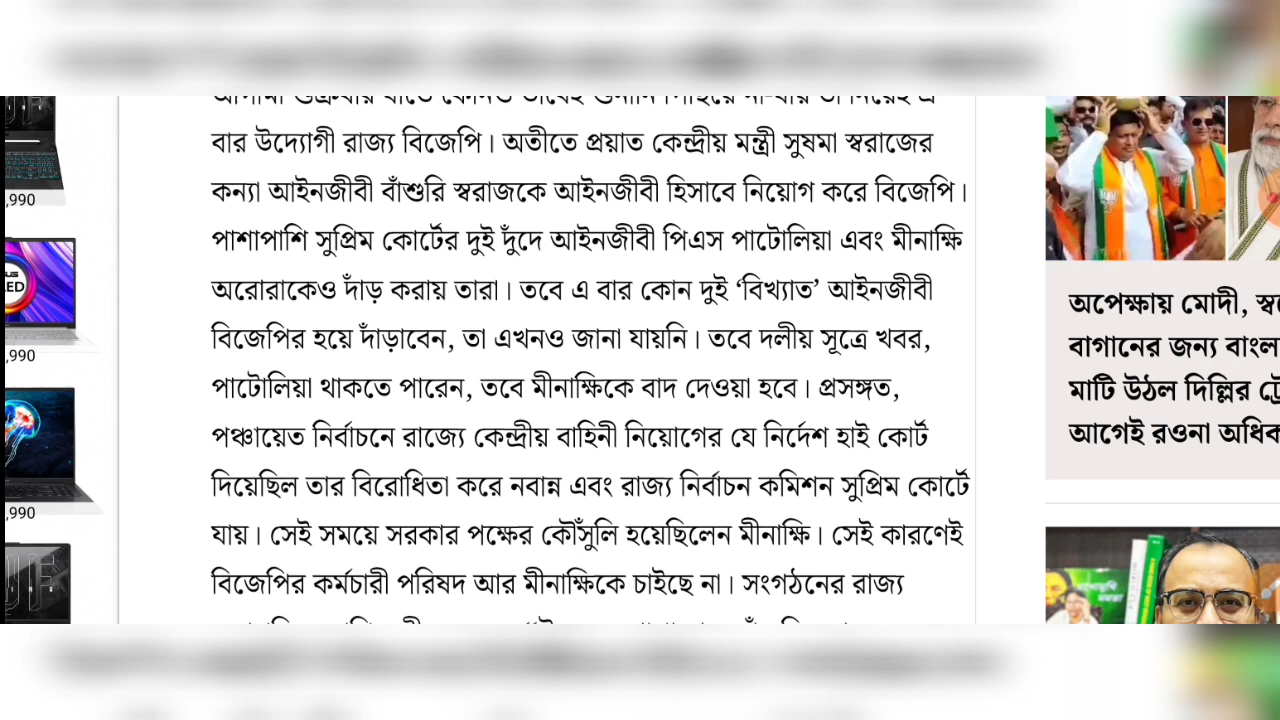 বার উদ্যোগী রাজ্য বিজেপি। অতীতে প্রয়াত কেন্দ্রীয় মন্ত্রী সুষমা স্বরাজের
কন্যা আইনজীবী বাঁশুরি স্বরাজকে আইনজীবী হিসাবে নিয়োগ করে বিজেপি।
পাশাপাশি সুপ্রিম কোর্টের দুই দুঁদে আইনজীবী পিএস পাটোলিয়া এবং মীনাক্ষি
অরোরাকেও দাঁড় করায় তারা। তবে এ বার কোন দুই ‘বিখ্যাত’ আইনজীবী
বিজেপির হয়ে দাঁড়াবেন, তা এখনও জানা যায়নি। তবে দলীয় সূত্রে খবর,
পাটোলিয়া থাকতে পারেন, তবে মীনাক্ষিকে বাদ দেওয়া হবে। প্রসঙ্গত,
পঞ্চায়েত নির্বাচনে রাজ্যে কেন্দ্রীয় বাহিনী নিয়োগের যে নির্দেশ হাই কোর্ট
দিয়েছিল তার বিরোধিতা করে নবান্ন এবং রাজ্য নির্বাচন কমিশন সুপ্রিম কোর্টে
যায়। সেই সময়ে সরকার পক্ষের কৌঁসুলি হয়েছিলেন মীনাক্ষি। সেই কারণেই
বিজেপির কর্মচারী পরিষদ আর মীনাক্ষিকে চাইছে না। সংগঠনের রাজ্য
,990
,990
,990
অপেক্ষায় মোদী,
বাগানের জন্য
মাটি উঠল দিল্লির
আগেই রওনা